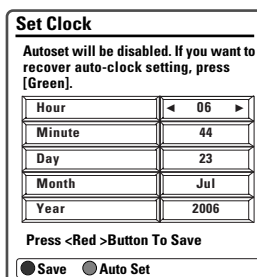 Set Clock
Autoset will be disabled. If you want to
recover auto-clock setting, press
[Green].
Hour ◄ 06 ►
Minute 44
Day 23
Month Jul
Year 2006
Press <Red >Button To Save
Save Auto Set